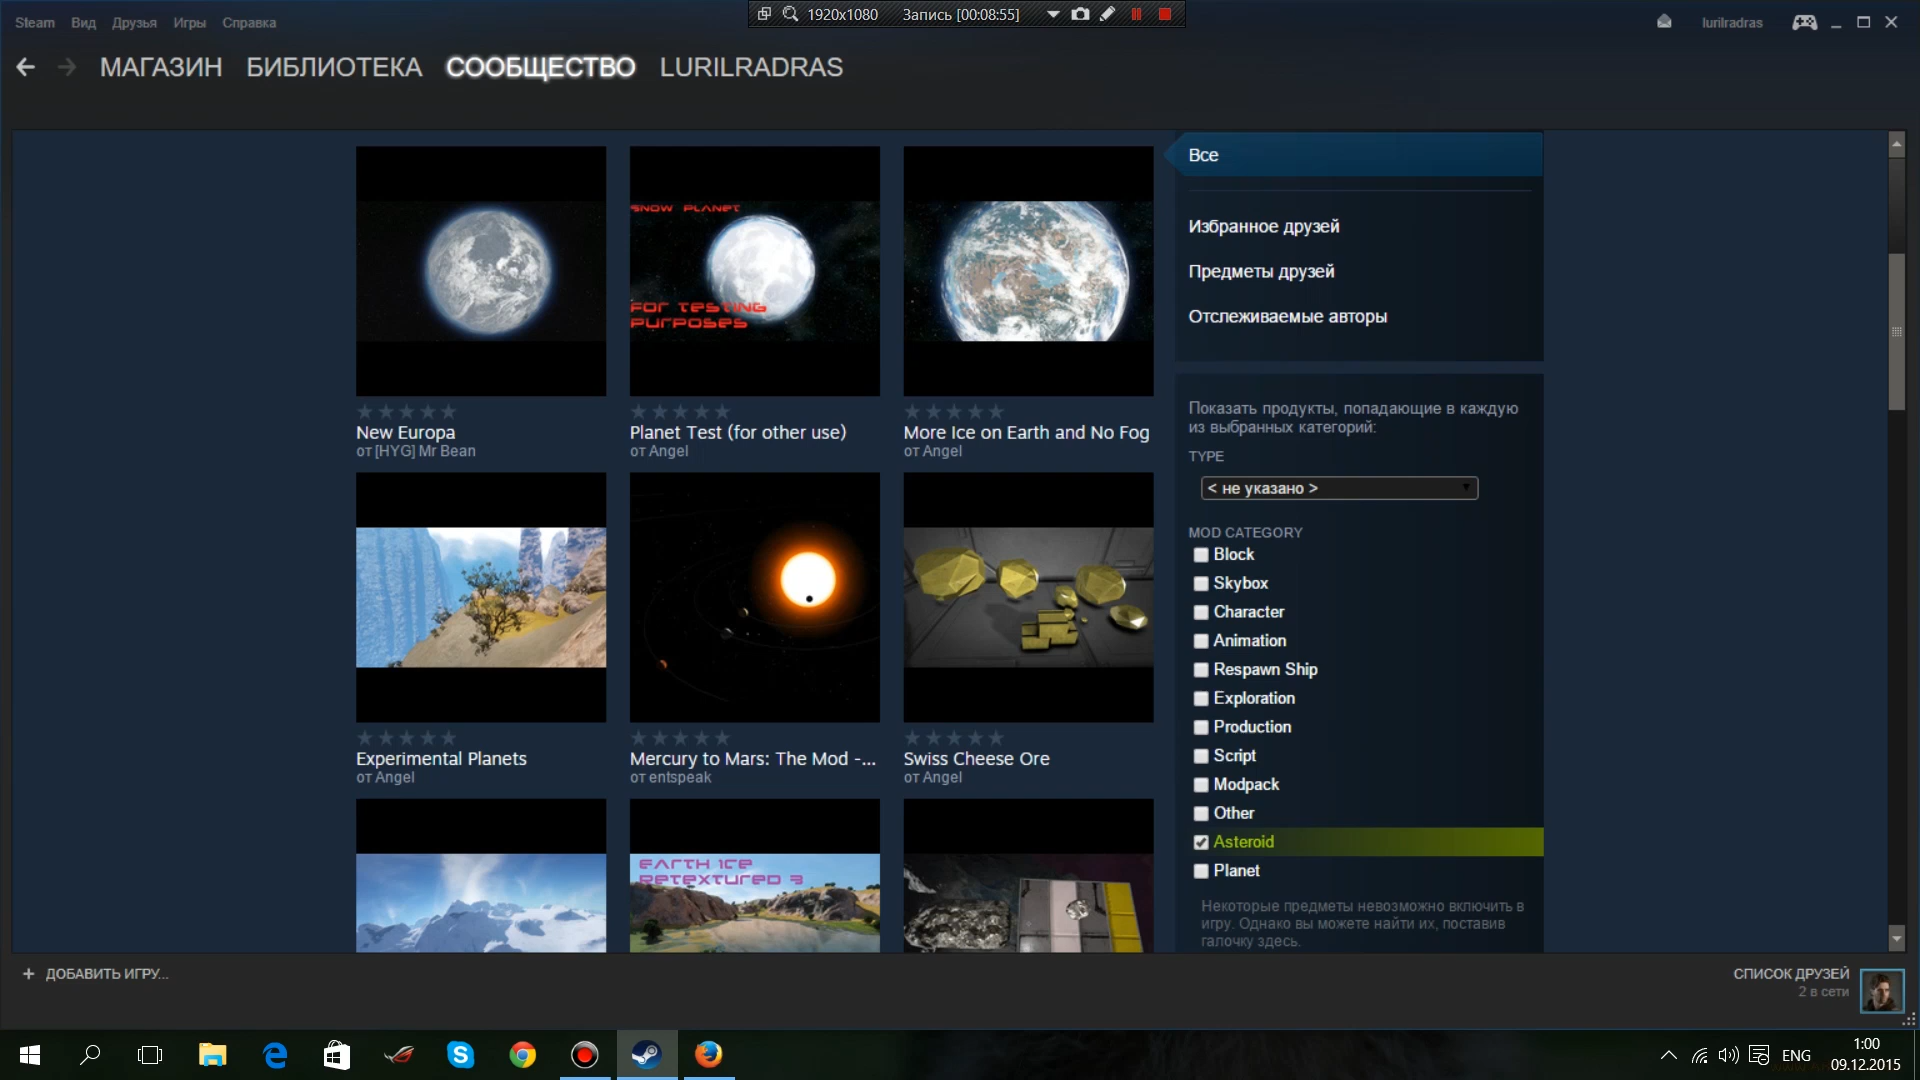 1920x1080 Запись [00:08:55]
Steam Вид Друзья Игры Справка
lurilradras
МАГАЗИН БИБЛИОТЕКА СООБЩЕСТВО LURILRADRAS
SNOW PLANET
FOR TESTING
PURPOSES
New Europa
от [HYG] Mr Bean
Planet Test (for other use)
от Angel
More Ice on Earth and No Fog
от Angel
Experimental Planets
от Angel
Mercury to Mars: The Mod -...
от entspeak
Swiss Cheese Ore
от Angel
EARTH ICE
RETEXTURED 3
Все
Избранное друзей
Предметы друзей
Отслеживаемые авторы
Показать продукты, попадающие в каждую
из выбранных категорий:
TYPE
< не указано >
MOD CATEGORY
Block
Skybox
Character
Animation
Respawn Ship
Exploration
Production
Script
Modpack
Other
Asteroid
Planet
Некоторые предметы невозможно включить в
игру. Однако вы можете найти их, поставив
галочку здесь.
+ ДОБАВИТЬ ИГРУ...
СПИСОК ДРУЗЕЙ
2 в сети
ENG
1:00
09.12.2015